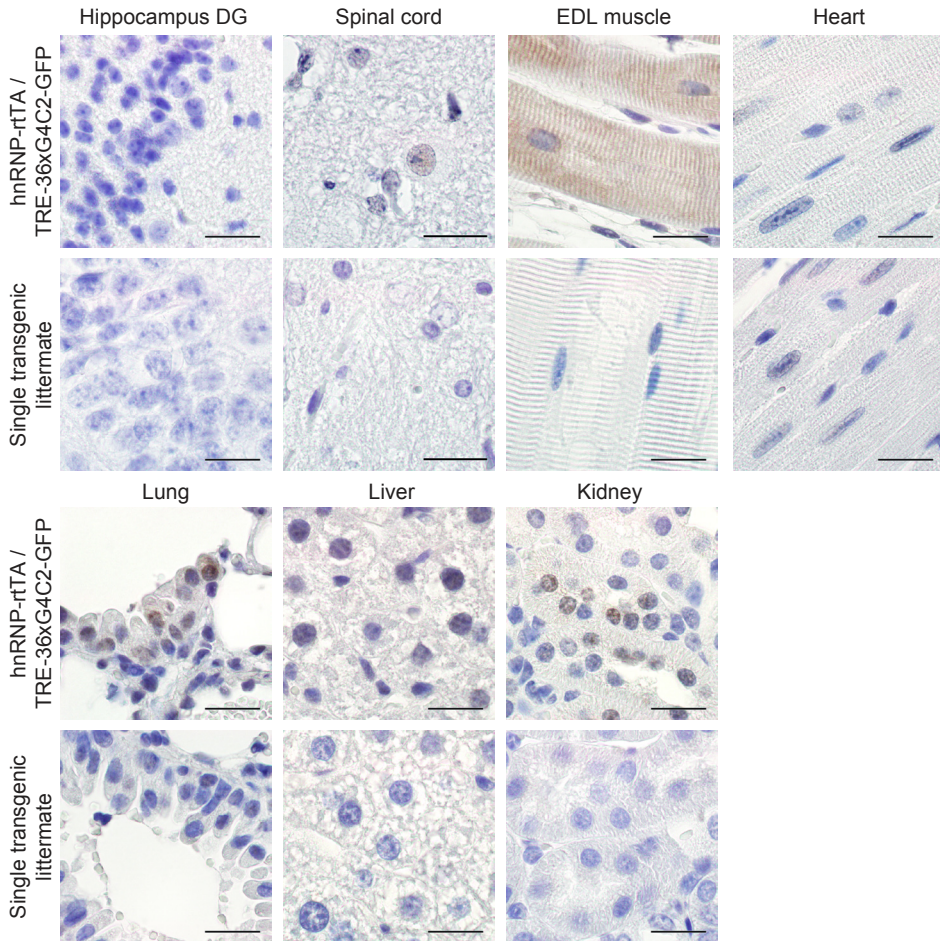 Hippocampus DG
Spinal cord
EDL muscle
Heart
hnRNP-rtTA /
TRE-36xG4C2-GFP
Single transgenic
littermate
Lung
Liver
Kidney
hnRNP-rtTA /
TRE-36xG4C2-GFP
Single transgenic
littermate